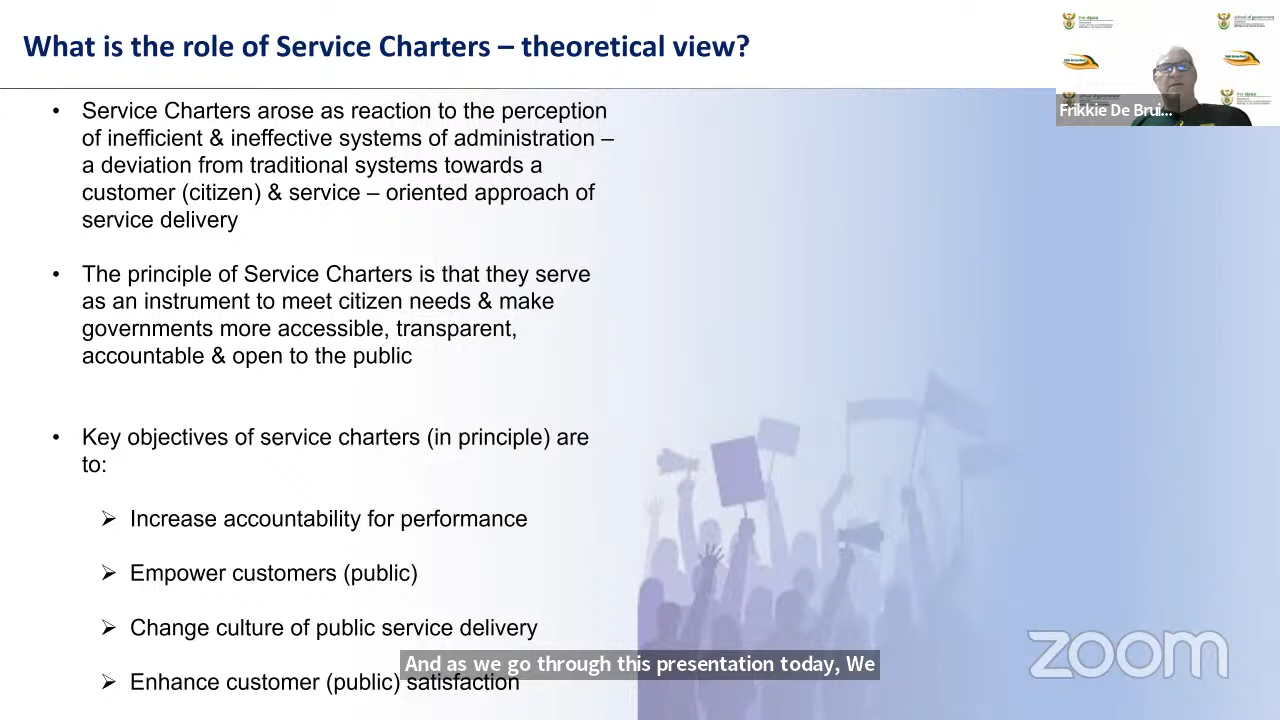 What is the role of Service Charters – theoretical view?
Frikkie De Brui...
• Service Charters arose as reaction to the perception
of inefficient & ineffective systems of administration –
a deviation from traditional systems towards a
customer (citizen) & service – oriented approach of
service delivery
• The principle of Service Charters is that they serve
as an instrument to meet citizen needs & make
governments more accessible, transparent,
accountable & open to the public
• Key objectives of service charters (in principle) are
to:
➢ Increase accountability for performance
➢ Empower customers (public)
➢ Change culture of public service delivery
➢ Enhance customer (public) satisfaction
And as we go through this presentation today, We
zoom